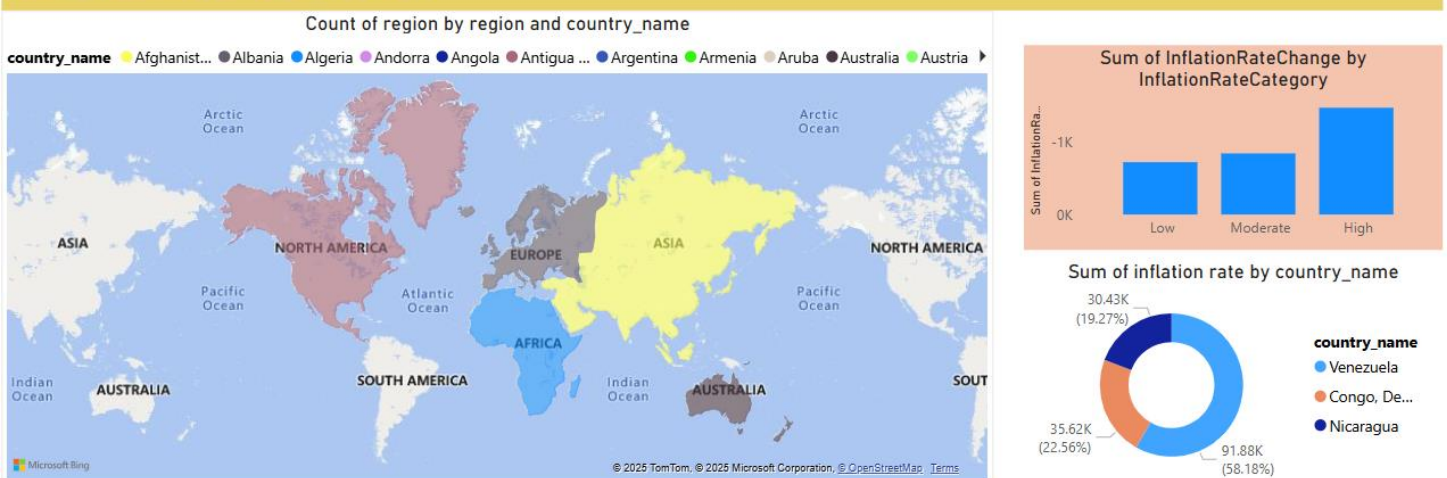 Count of region by region and country_name
country_name Afghanist... Albania Algeria Andorra Angola Antigua ... Argentina Armenia Aruba Australia Austria
Arctic
Ocean
Arctic
Ocean
ASIA
NORTH AMERICA
EUROPE
ASIA
NORTH AMERICA
Pacific
Ocean
Atlantic
Ocean
Pacific
Ocean
AFRICA
Indian
Ocean
AUSTRALIA
SOUTH AMERICA
Indian
Ocean
AUSTRALIA
SOUT
Microsoft Bing
© 2025 TomTom, © 2025 Microsoft Corporation, © OpenStreetMap Terms
Sum of InflationRateChange by
InflationRateCategory
Sum of InflationRa...
-1K
0K
Low
Moderate
High
Sum of inflation rate by country_name
30.43K
(19.27%)
35.62K
(22.56%)
91.88K
(58.18%)
country_name
Venezuela
Congo, De...
Nicaragua